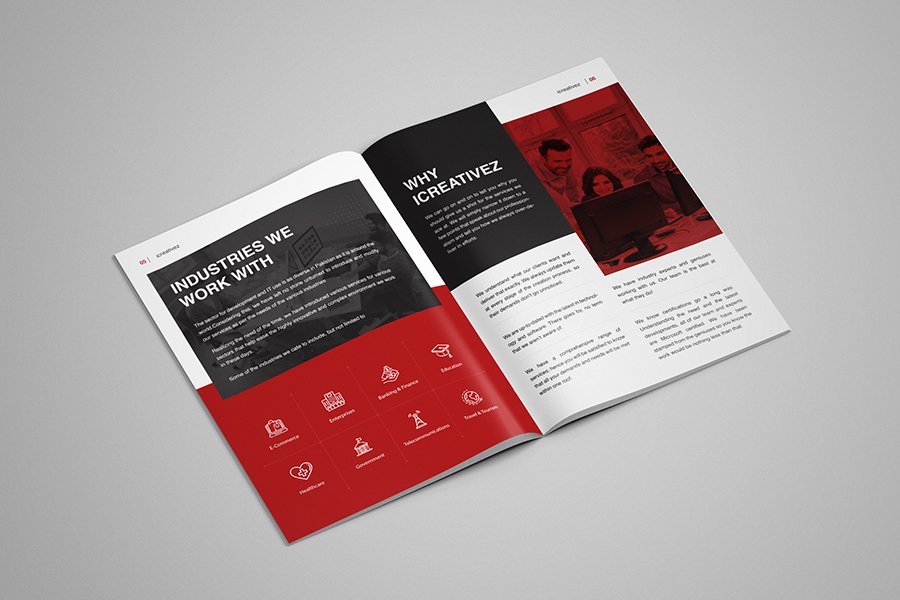 05 | icreativez
INDUSTRIES WE
WORK WITH
The sector for development and IT use is as diverse in Pakistan as it is around the
world.Considering this, we have left no stone unturned to introduce and modify
our services as per the needs of the various industries
Realizing the need of the time, we have introduced various services for various
sectors that help ease the highly innovative and complex environment we work
in these days.
Some of the industries we cate to include, but not limited to
E-Commerce
Enterprises
Banking & Finance
Education
Healthcare
Government
Telecommunications
Travel & Tourism
icreativez | 06
WHY
ICREATIVEZ
We can go on and on to tell you why you
should give us a shot for the services we
ace at. We will simply narrow it down to a
few points that speak about our profession-
alism and tell you how we always over-de-
liver in efforts.
We understand what our clients want and
deliver that exactly. We always update them
at every stage of the creation process, so
their demands don't go unnoticed.
We are up-to-dated with the latest in technol-
ogy and software. There goes by, no term
that we aren't aware of.
We have a comprehensive range of
services; hence you will be satisfied to know
that all your demands and needs will be met
within one roof.
We have industry experts and geniuses
working with us. Our team is the best at
what they do!
We know certifications go a long way.
Understanding the need and the latest
developments, all of our team and experts
are Microsoft certified. We have been
stamped from the geniuses so you know the
work would be nothing less than that.